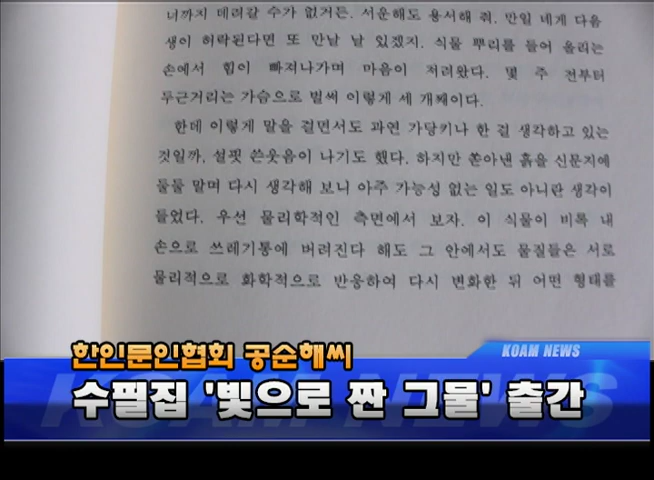 너까지 데려갈 수가 없거든. 서운해도 용서해 줘. 만일 네게 다음
생이 허락된다면 또 만날 날 있겠지. 식물 뿌리를 들어 올리는
손에서 힘이 빠져나가며 마음이 저려왔다. 몇 주 전부터
두근거리는 가슴으로 벌써 이렇게 세 개째이다.
한데 이렇게 말을 걸면서도 과연 가당키나 한 걸 생각하고 있는
것일까, 설핏 쓴웃음이 나기도 했다. 하지만 쏟아낸 흙을 신문지에
둘둘 말며 다시 생각해 보니 아주 가능성 없는 일도 아니란 생각이
들었다. 우선 물리학적인 측면에서 보자. 이 식물이 비록 내
손으로 쓰레기통에 버려진다 해도 그 안에서도 물질들은 서로
물리적으로 화학적으로 반응하여 다시 변화한 뒤 어떤 형태를
한인문인협회 공순해씨
KOAM NEWS
수필집 '빛으로 짠 그물' 출간
KOAM NEWS